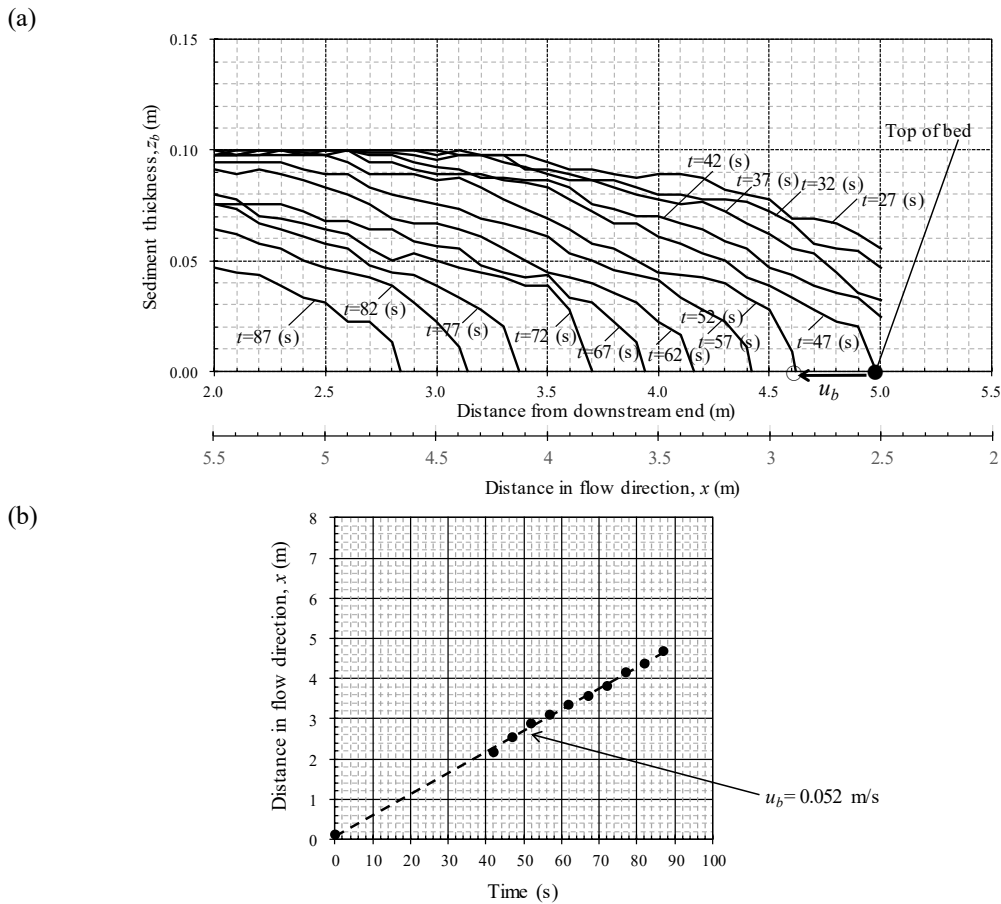 (a)
0.15
0.10
0.05
0.00
Sediment thickness, z_b (m)
Top of bed
t=42 (s)
t=37 (s)
t=32 (s)
t=27 (s)
t=87 (s)
t=82 (s)
t=77 (s)
t=72 (s)
t=67 (s)
t=62 (s)
t=52 (s)
t=57 (s)
t=47 (s)
u_b
2.0 2.5 3.0 3.5 4.0 4.5 5.0 5.5
Distance from downstream end (m)
5.5 5 4.5 4 3.5 3 2.5 2
Distance in flow direction, x (m)
(b)
8
7
6
5
4
3
2
1
0
Distance in flow direction, x (m)
u_b= 0.052 m/s
0 10 20 30 40 50 60 70 80 90 100
Time (s)